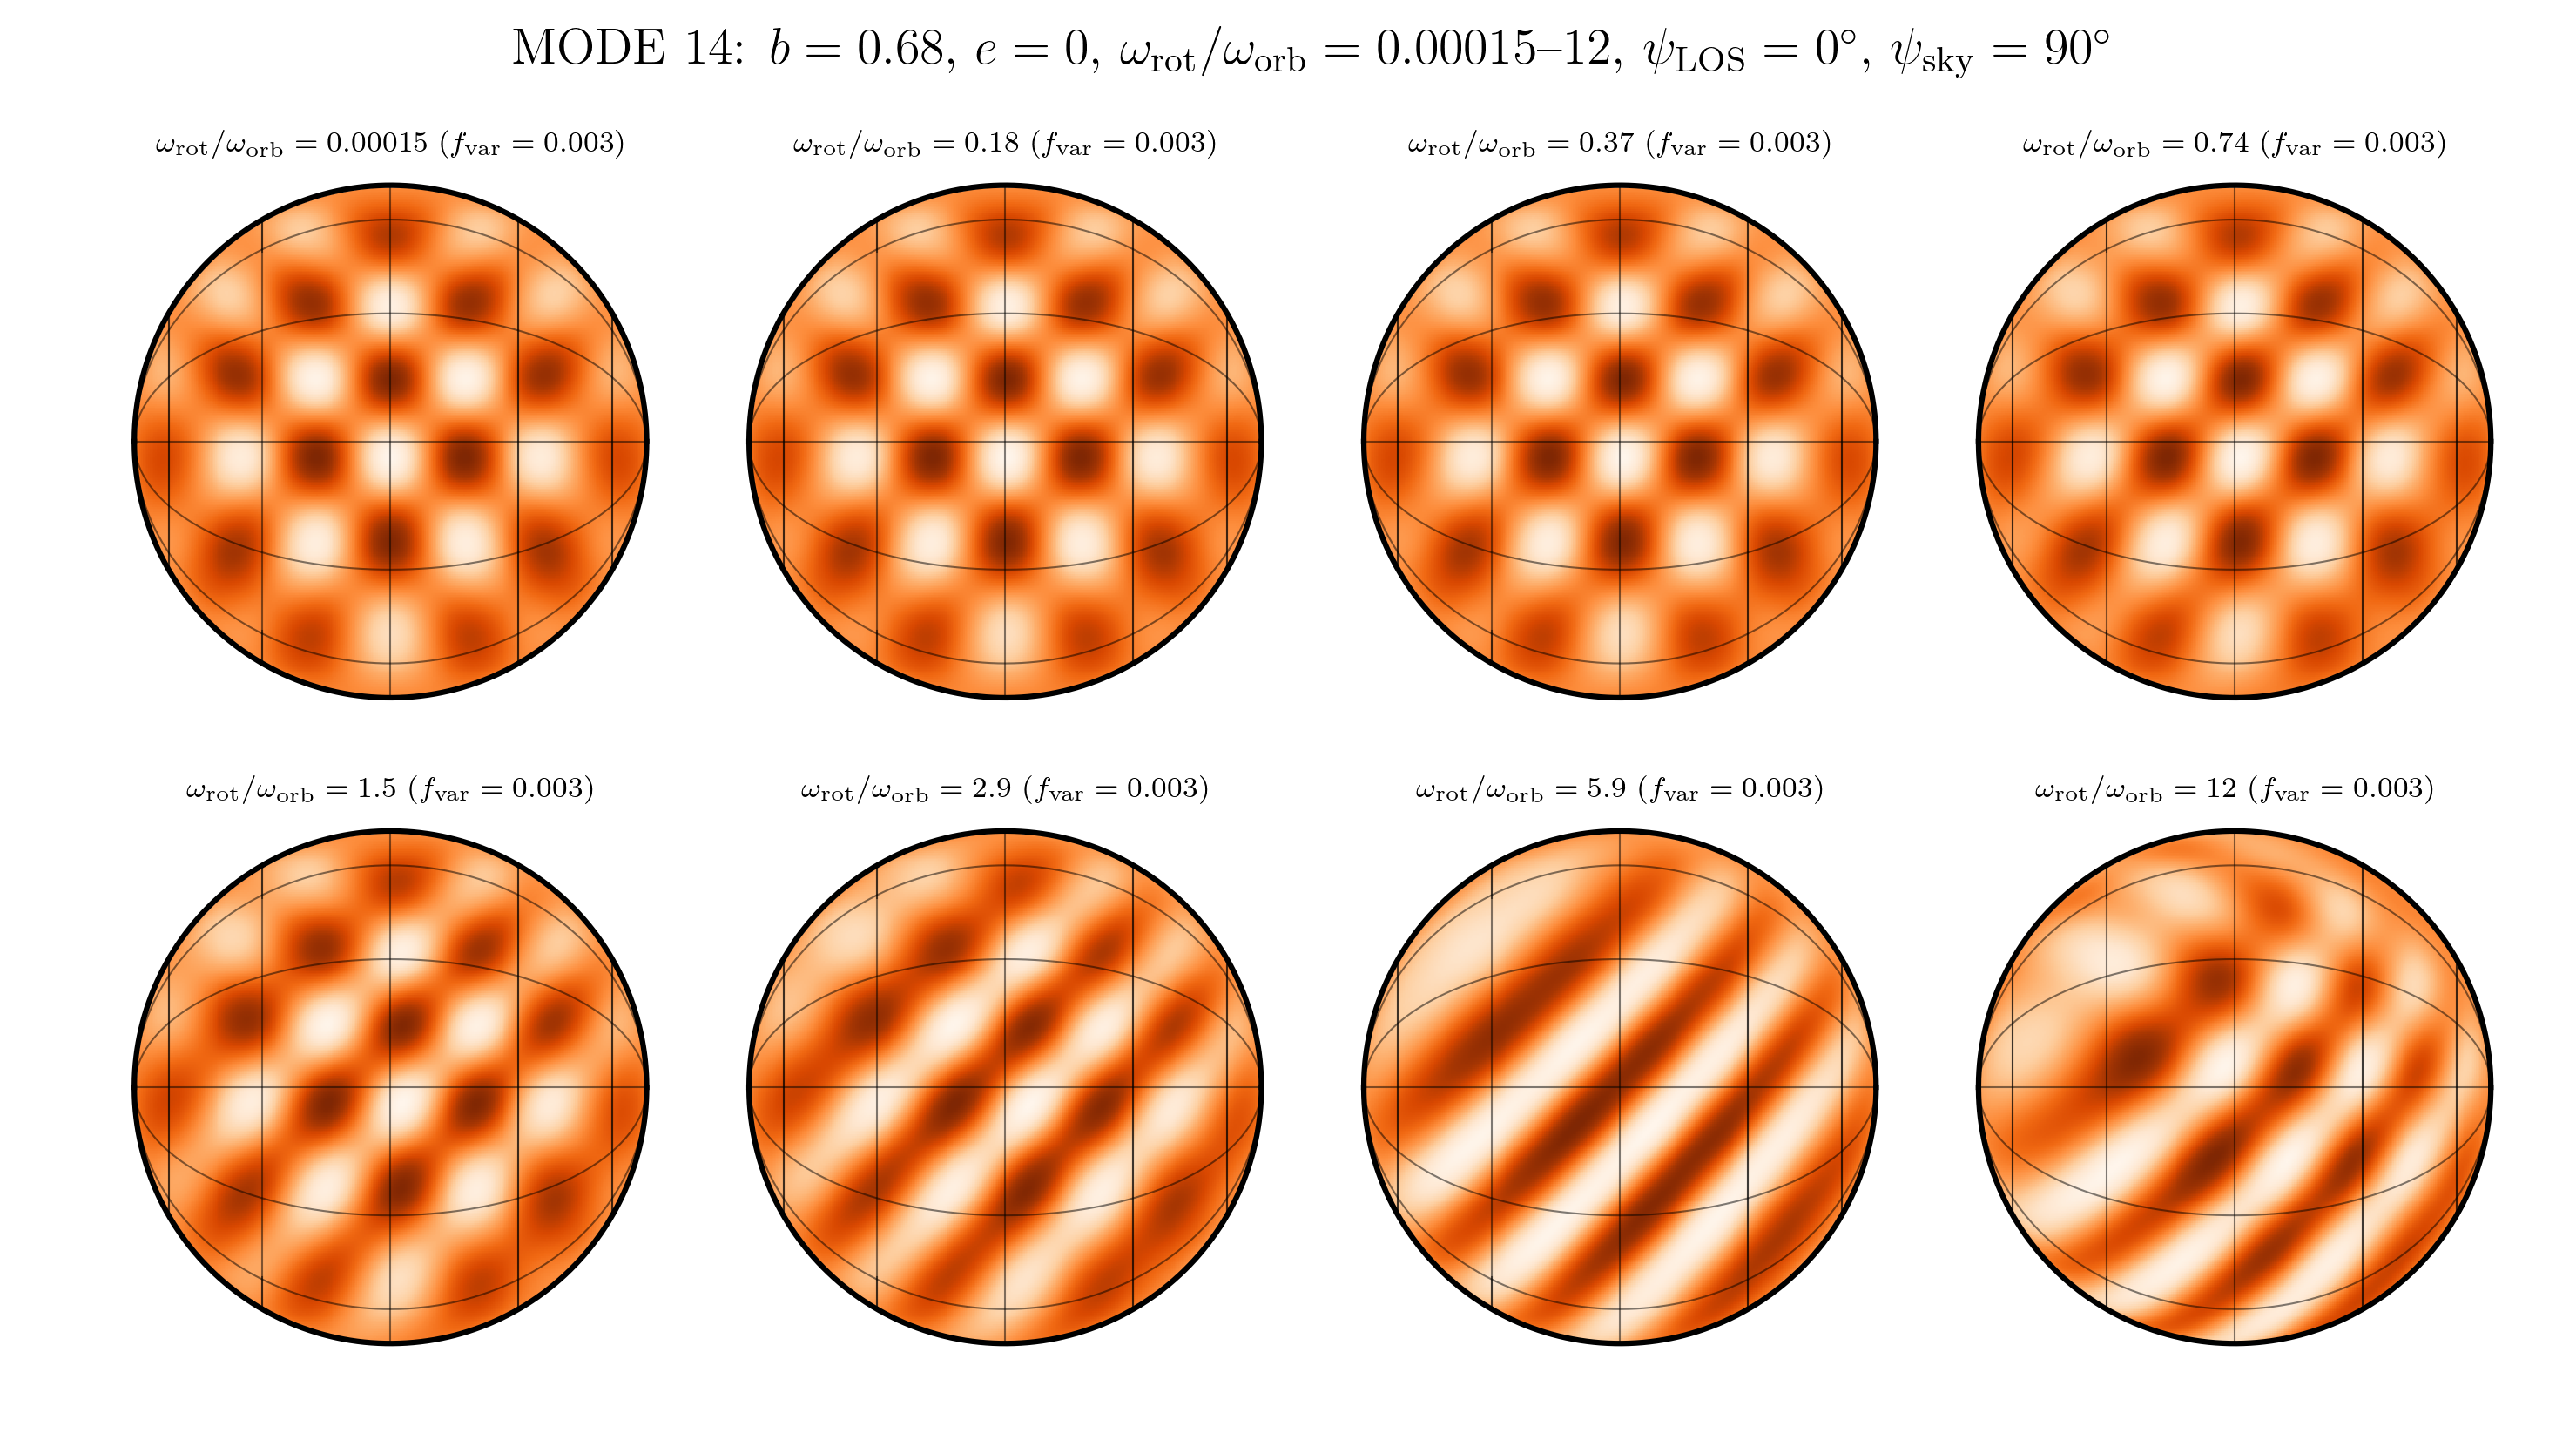 MODE 14: b = 0.68, e = 0, ω_rot/ω_orb = 0.00015–12, ψ_LOS = 0°, ψ_sky = 90°
ω_rot/ω_orb = 0.00015 (f_var = 0.003)
ω_rot/ω_orb = 0.18 (f_var = 0.003)
ω_rot/ω_orb = 0.37 (f_var = 0.003)
ω_rot/ω_orb = 0.74 (f_var = 0.003)
ω_rot/ω_orb = 1.5 (f_var = 0.003)
ω_rot/ω_orb = 2.9 (f_var = 0.003)
ω_rot/ω_orb = 5.9 (f_var = 0.003)
ω_rot/ω_orb = 12 (f_var = 0.003)